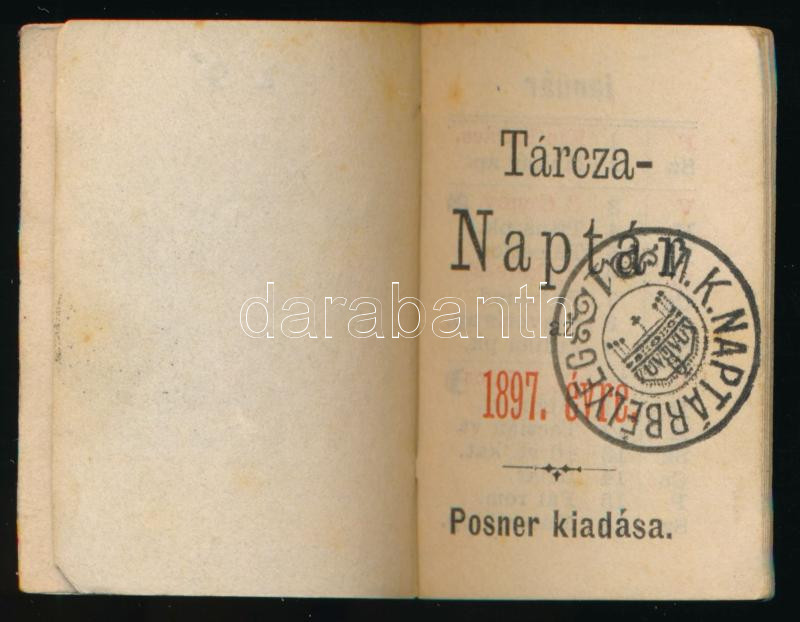 Tárcza-
Naptár
az
1897. évre.
Posner kiadása.
M. K. NAPTÁRBÉLYEG
darabanth
január